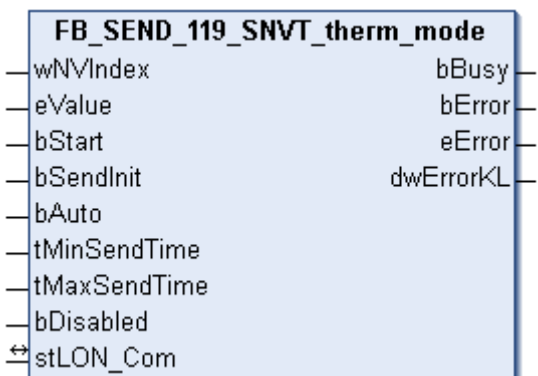 FB_SEND_119_SNVT_therm_mode
wNVIndex bBusy
eValue bError
bStart eError
bSendInit dwErrorKL
bAuto
tMinSendTime
tMaxSendTime
bDisabled
stLON_Com